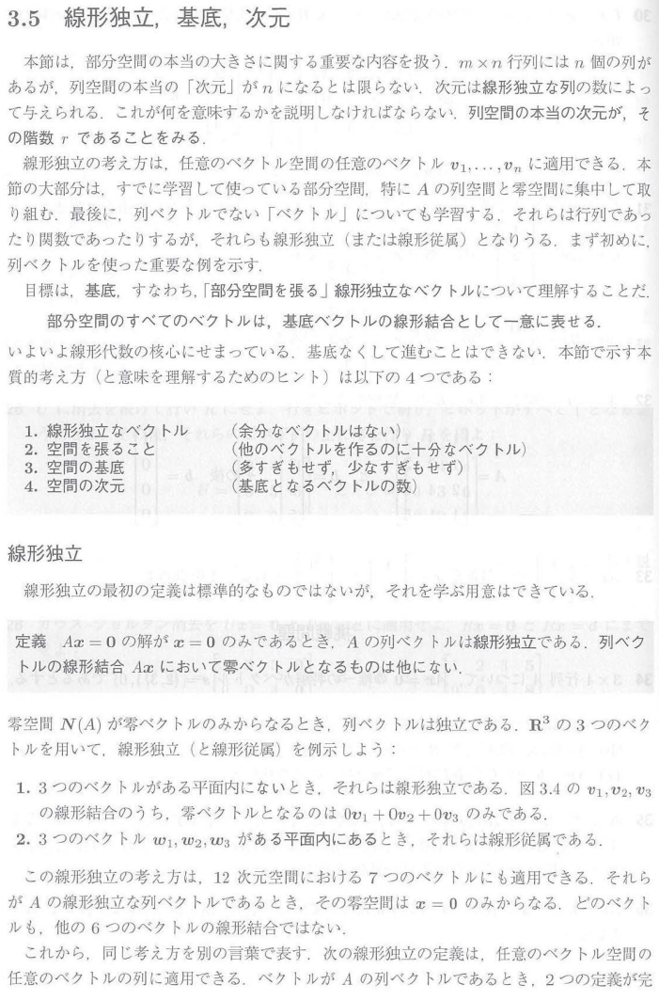 3.5 線形独立，基底，次元
本節は，部分空間の本当の大きさに関する重要な内容を扱う．m×n 行列には n 個の列が
あるが，列空間の本当の「次元」が n になるとは限らない．次元は線形独立な列の数によっ
て与えられる．これが何を意味するかを説明しなければならない．列空間の本当の次元が，そ
の階数 r であることをみる．
線形独立の考え方は，任意のベクトル空間の任意のベクトル v₁,...,vₙ に適用できる．本
節の大部分は，すでに学習して使っている部分空間，特に A の列空間と零空間に集中して取
り組む．最後に，列ベクトルでない「ベクトル」についても学習する．それらは行列であっ
たり関数であったりするが，それらも線形独立（または線形従属）となりうる．まず初めに，
列ベクトルを使った重要な例を示す．
目標は，基底，すなわち，「部分空間を張る」線形独立なベクトルについて理解することだ．
部分空間のすべてのベクトルは，基底ベクトルの線形結合として一意に表せる．
いよいよ線形代数の核心にせまっている．基底なくして進むことはできない．本節で示す本
質的考え方（と意味を理解するためのヒント）は以下の 4 つである：
1. 線形独立なベクトル （余分なベクトルはない）
2. 空間を張ること （他のベクトルを作るのに十分なベクトル）
3. 空間の基底 （多すぎもせず，少なすぎもせず）
4. 空間の次元 （基底となるベクトルの数）
線形独立
線形独立の最初の定義は標準的なものではないが，それを学ぶ用意はできている．
定義 Ax = 0 の解が x = 0 のみであるとき，A の列ベクトルは線形独立である．列ベク
トルの線形結合 Ax において零ベクトルとなるものは他にない．
零空間 N(A) が零ベクトルのみからなるとき，列ベクトルは独立である．R³ の 3 つのベク
トルを用いて，線形独立（と線形従属）を例示しよう：
1. 3 つのベクトルがある平面内にないとき，それらは線形独立である．図 3.4 の v₁,v₂,v₃
の線形結合のうち，零ベクトルとなるのは 0v₁+0v₂+0v₃ のみである．
2. 3 つのベクトル w₁,w₂,w₃ がある平面内にあるとき，それらは線形従属である．
この線形独立の考え方は，12 次元空間における 7 つのベクトルにも適用できる．それら
が A の線形独立な列ベクトルであるとき，その零空間は x = 0 のみからなる．どのベクト
ルも，他の 6 つのベクトルの線形結合ではない．
これから，同じ考え方を別の言葉で表す．次の線形独立の定義は，任意のベクトル空間の
任意のベクトルの列に適用できる．ベクトルが A の列ベクトルであるとき，2 つの定義が完